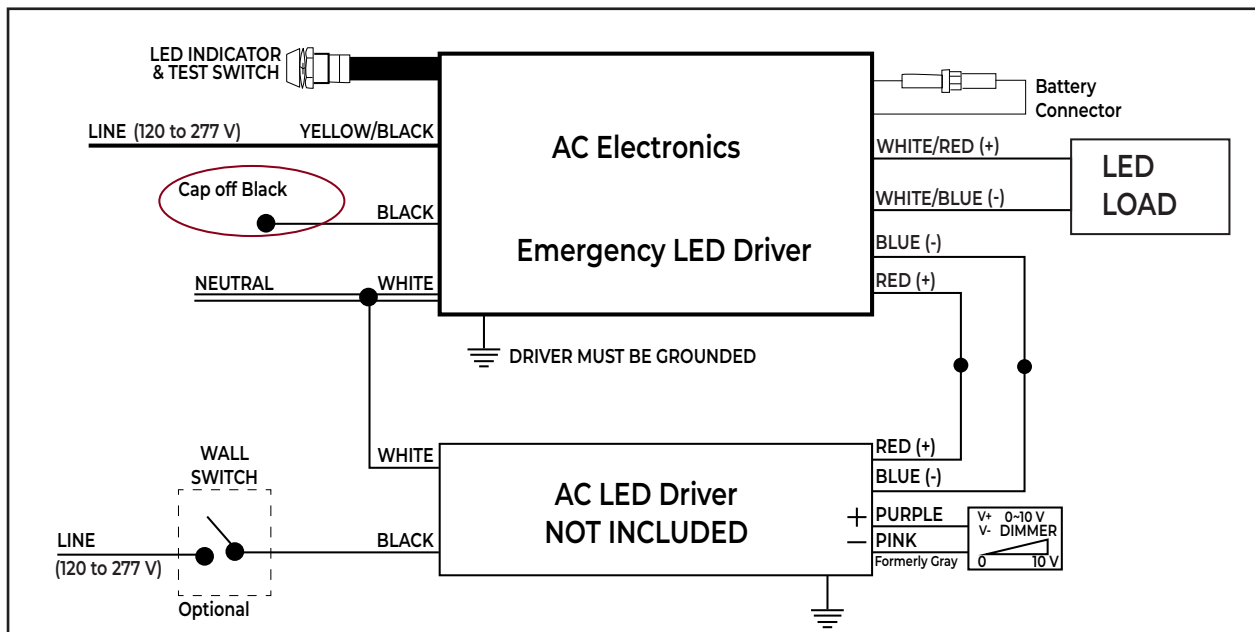 LED INDICATOR
& TEST SWITCH
Battery
Connector
LINE (120 to 277 V)
YELLOW/BLACK
AC Electronics
WHITE/RED (+)
LED
LOAD
Cap off Black
BLACK
WHITE/BLUE (-)
Emergency LED Driver
BLUE (-)
NEUTRAL
WHITE
RED (+)
DRIVER MUST BE GROUNDED
WALL
SWITCH
WHITE
RED (+)
BLUE (-)
AC LED Driver
NOT INCLUDED
+ PURPLE
− PINK
Formerly Gray
V+ 0~10 V
V- DIMMER
0 10 V
LINE
(120 to 277 V)
BLACK
Optional